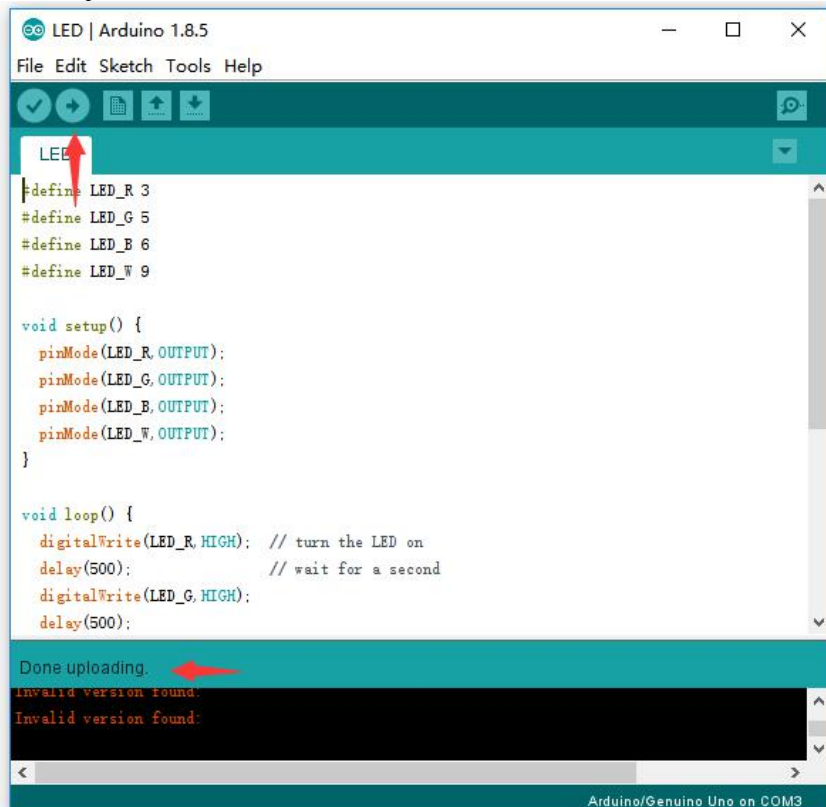 LED | Arduino 1.8.5
File Edit Sketch Tools Help
LED
#define LED_R 3
#define LED_G 5
#define LED_B 6
#define LED_W 9
void setup() {
  pinMode(LED_R,OUTPUT);
  pinMode(LED_G,OUTPUT);
  pinMode(LED_B,OUTPUT);
  pinMode(LED_W,OUTPUT);
}
void loop() {
  digitalWrite(LED_R,HIGH);  // turn the LED on
  delay(500);                // wait for a second
  digitalWrite(LED_G,HIGH);
  delay(500);
Done uploading.
Invalid version found:
Invalid version found:
Arduino/Genuino Uno on COM3